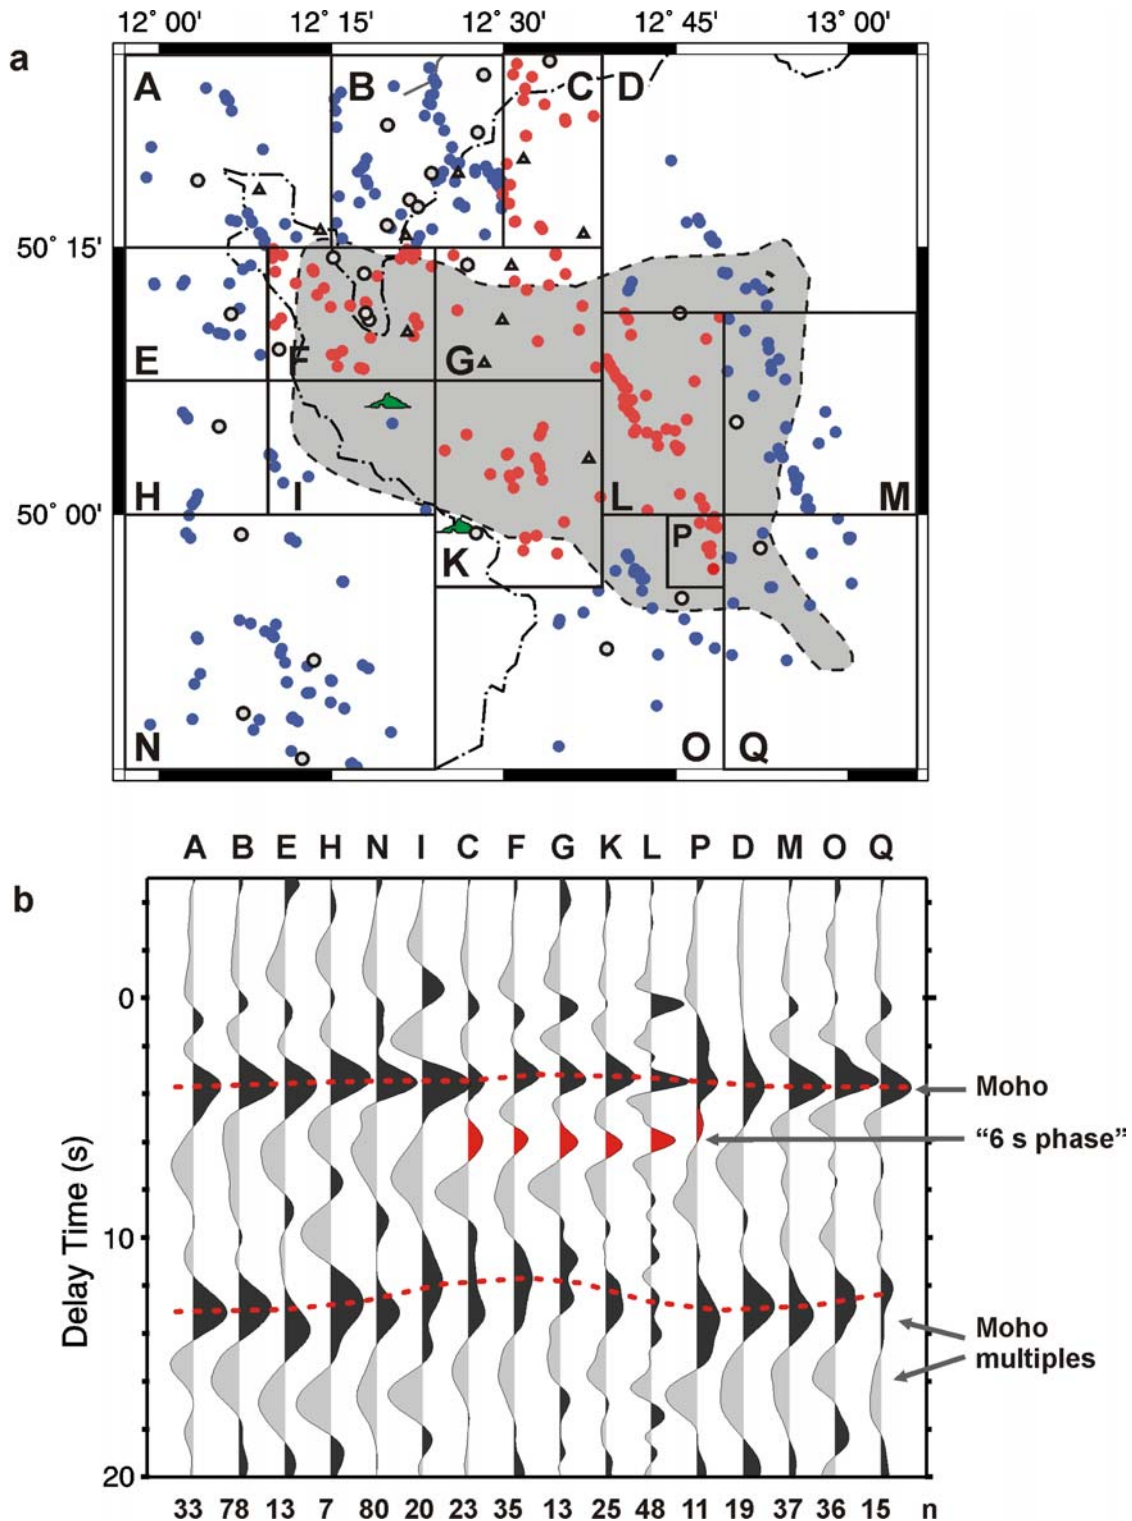 12° 00' 12° 15' 12° 30' 12° 45' 13° 00'
a
A B C D
50° 15'
E F G
H I L M
50° 00'
K P
N O Q
A B E H N I C F G K L P D M O Q
b
0
Moho
"6 s phase"
10
Delay Time (s)
Moho
multiples
20
33 78 13 7 80 20 23 35 13 25 48 11 19 37 36 15 n